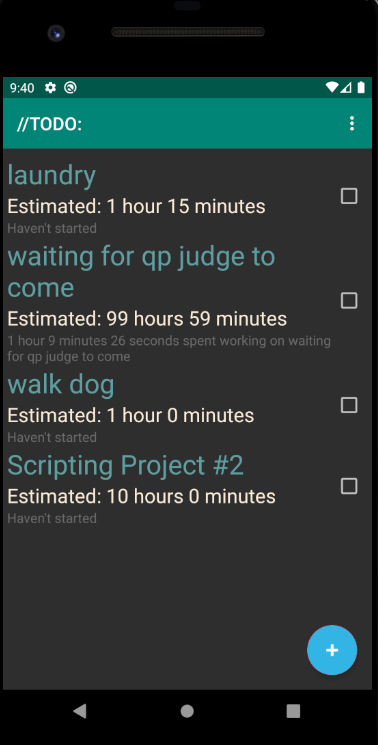 9:40
//TODO:
laundry
Estimated: 1 hour 15 minutes
Haven't started
waiting for qp judge to
come
Estimated: 99 hours 59 minutes
1 hour 9 minutes 26 seconds spent working on waiting
for qp judge to come
walk dog
Estimated: 1 hour 0 minutes
Haven't started
Scripting Project #2
Estimated: 10 hours 0 minutes
Haven't started
+